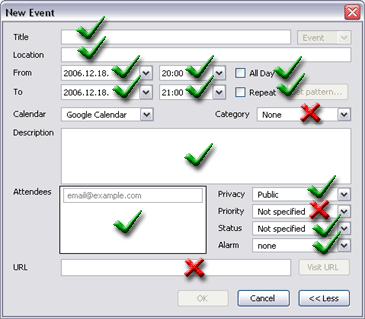 New Event
Title Event
Location
From 2006.12.18. 20:00 All Day
To 2006.12.18. 21:00 Repeat pattern...
Calendar Google Calendar Category None
Description
Attendees email@example.com Privacy Public
Priority Not specified
Status Not specified
Alarm none
URL Visit URL
OK Cancel << Less